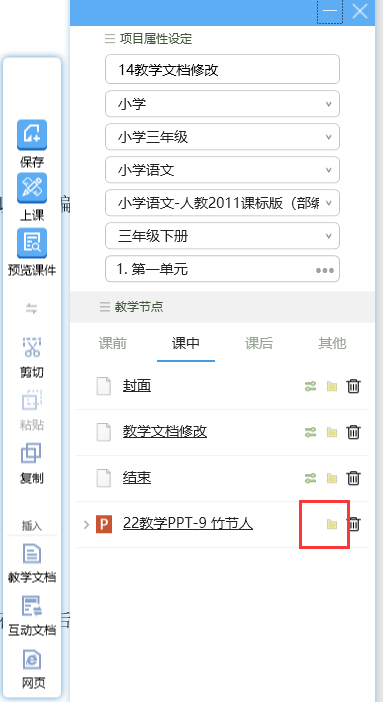 项目属性设定
14教学文档修改
小学
小学三年级
小学语文
小学语文-人教2011课标版（部编
三年级下册
1. 第一单元
教学节点
课前 课中 课后 其他
封面
教学文档修改
结束
22教学PPT-9 竹节人
保存
上课
预览课件
剪切
粘贴
复制
插入
教学文档
互动文档
网页
编
后